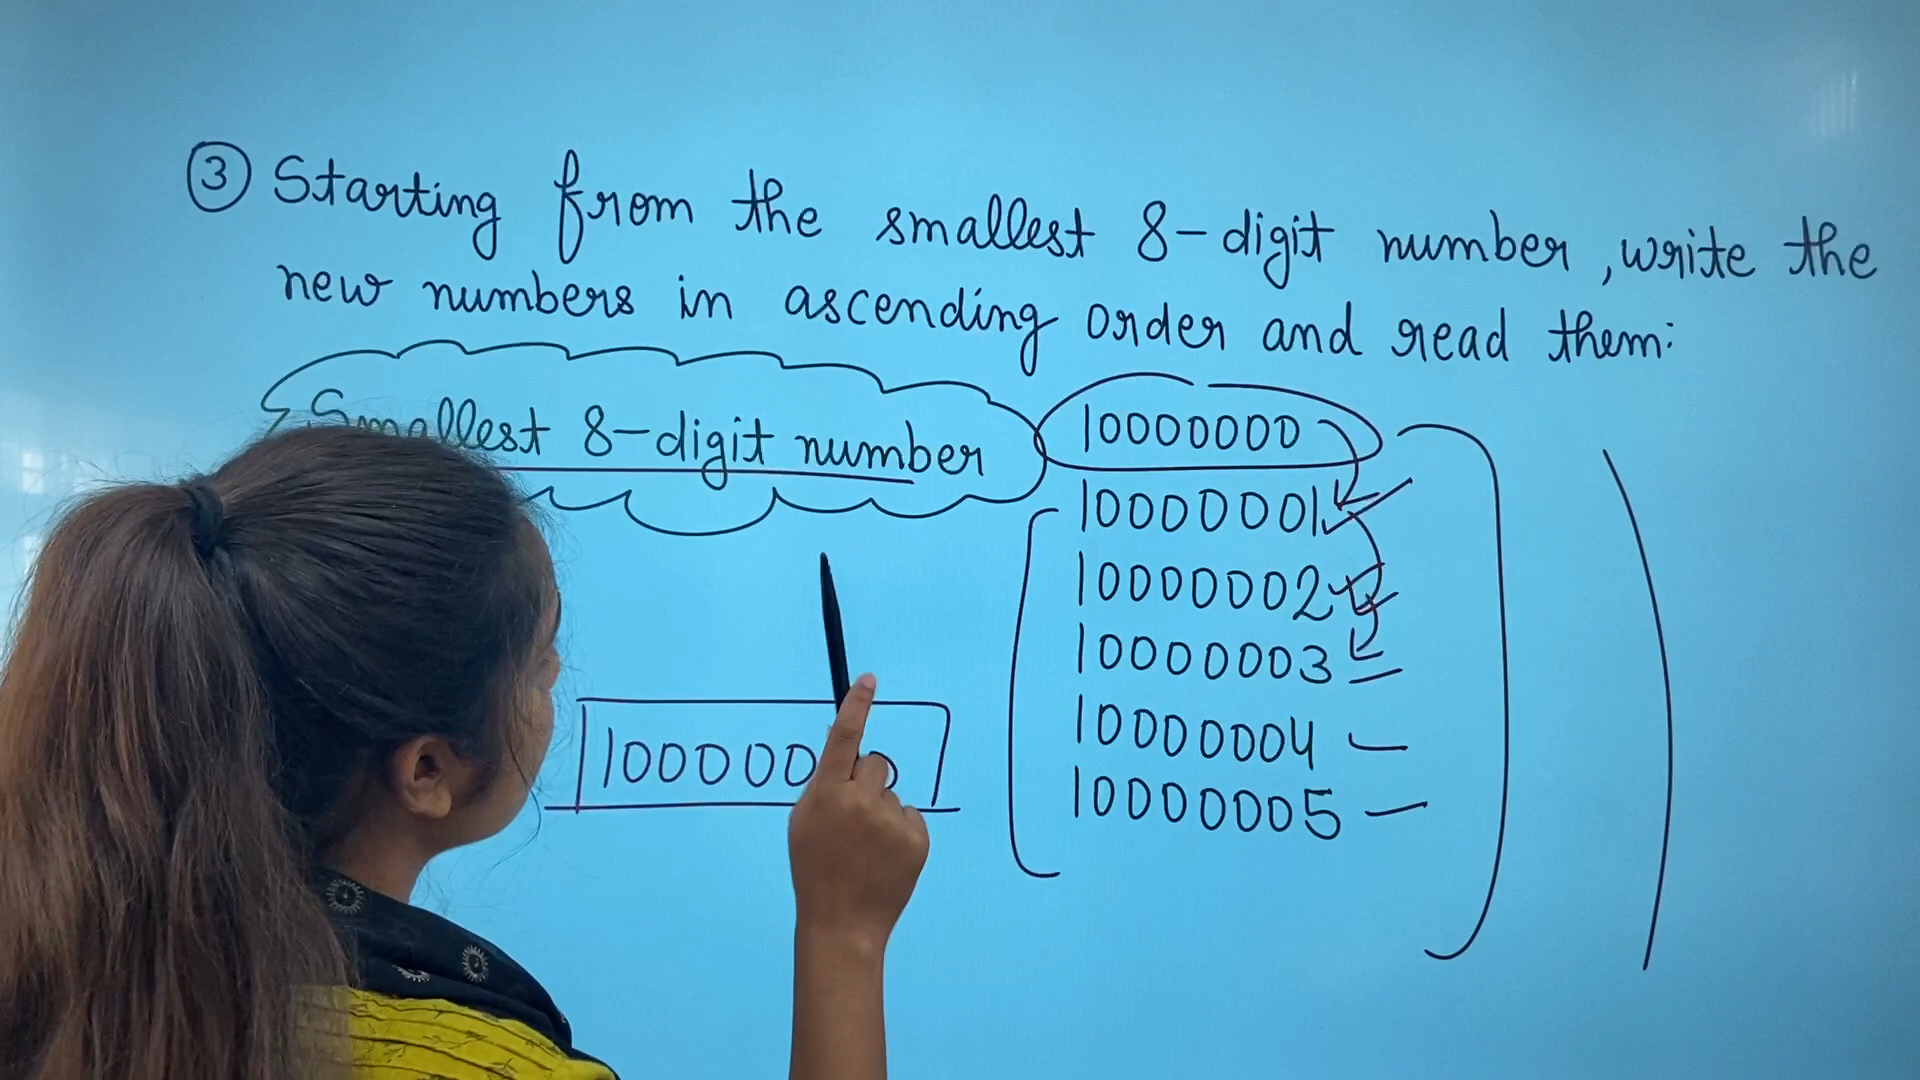 ③ Starting from the smallest 8-digit number, write the
new numbers in ascending order and read them:
Smallest 8-digit number
10000000
10000001
10000002
10000003
10000004
10000005